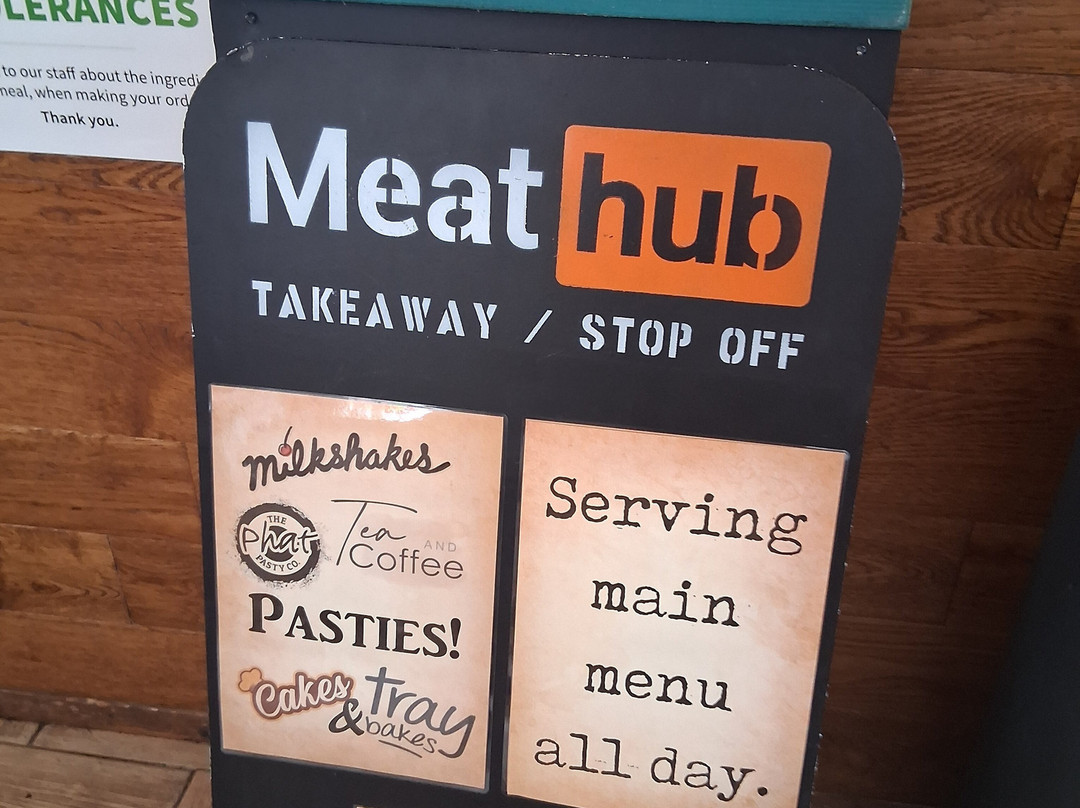 LERANCES
to our staff about the ingredi
meal, when making your ord
Thank you.
Meat hub
TAKEAWAY / STOP OFF
milkshakes
THE
Phat
PASTY CO.
Tea AND
Coffee
PASTIES!
Cakes
& tray
bakes
Serving
main
menu
all day.